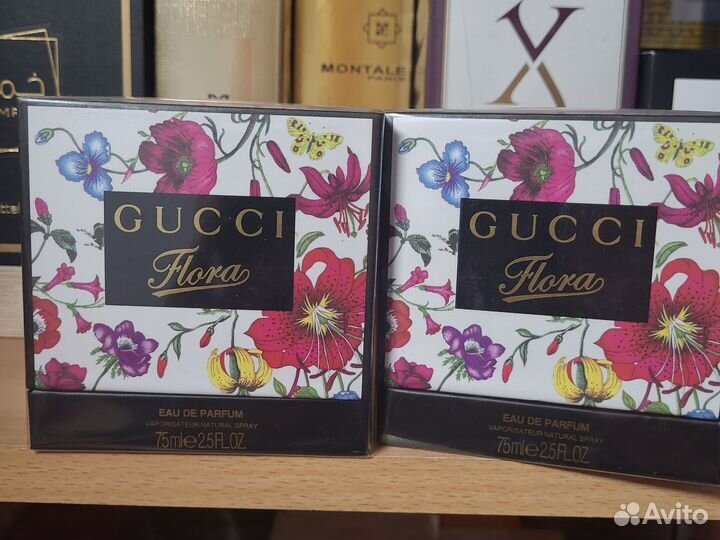 MONTALE
PARIS
GUCCI
Flora
EAU DE PARFUM
VAPORISATEUR NATURAL SPRAY
75ml e 2.5FL.OZ
GUCCI
Flora
EAU DE PARFUM
VAPORISATEUR NATURAL SPRAY
75ml e 2.5FL.OZ
Avito